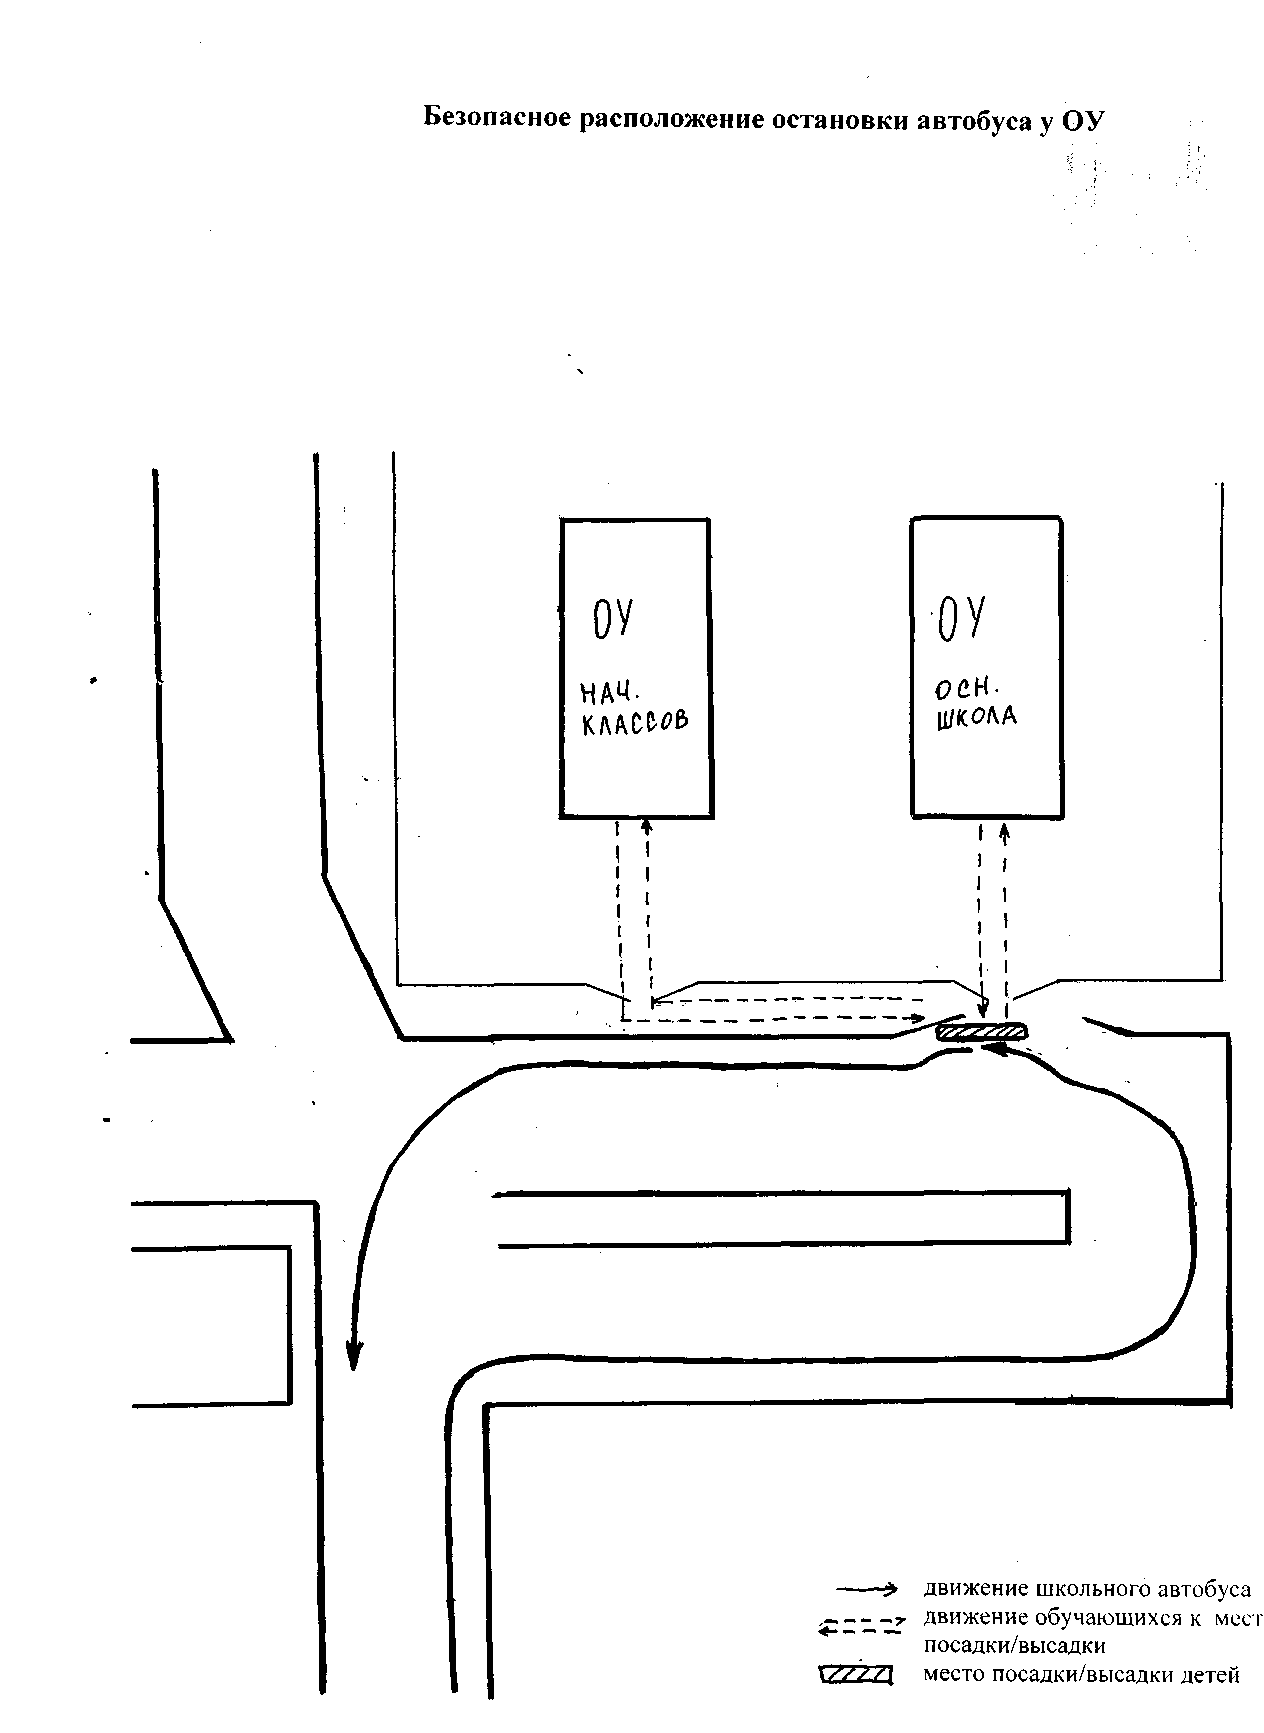 Безопасное расположение остановки автобуса у ОУ
ОУ
НАЧ.
КЛАССОВ
ОУ
ОСН.
ШКОЛА
движение школьного автобуса
движение обучающихся к мест
посадки/высадки
место посадки/высадки детей